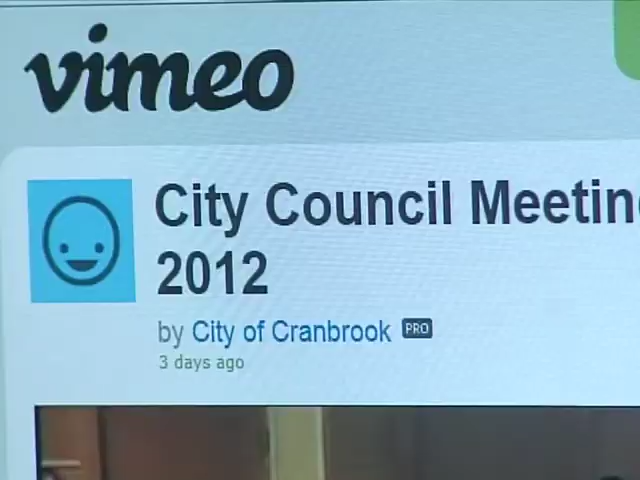 vimeo
City Council Meetin
2012
by City of Cranbrook PRO
3 days ago